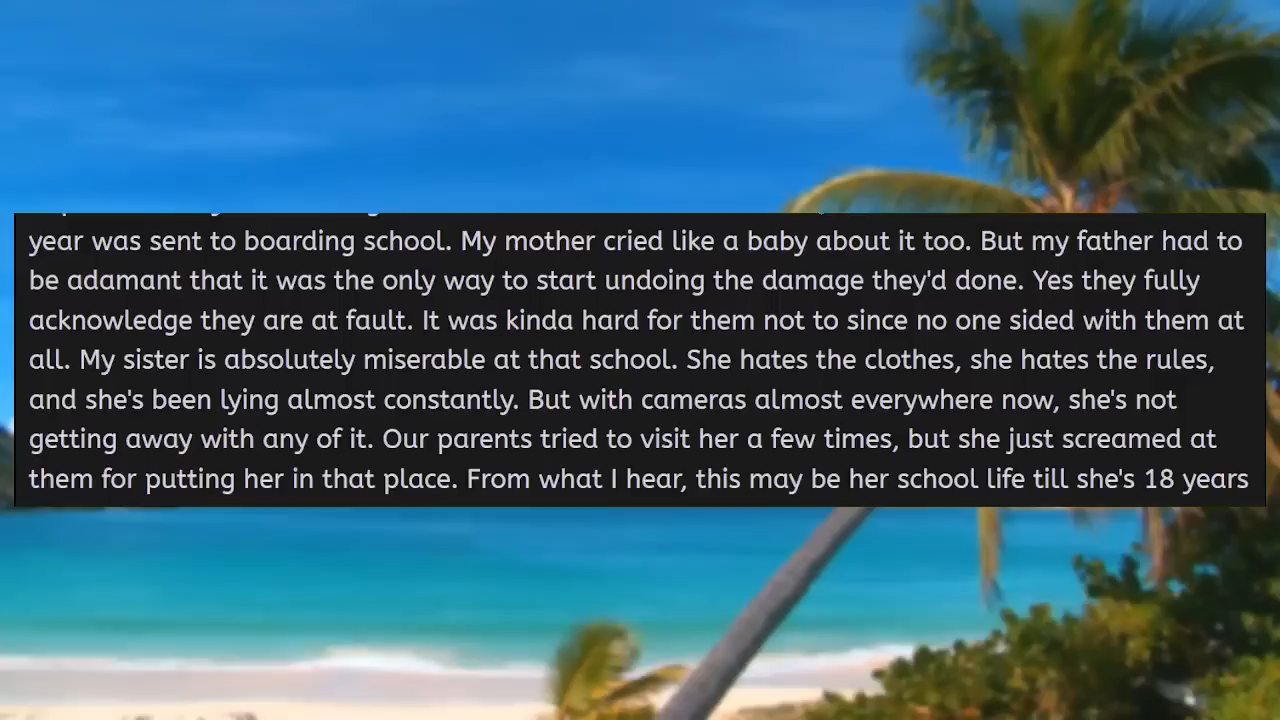 year was sent to boarding school. My mother cried like a baby about it too. But my father had to
be adamant that it was the only way to start undoing the damage they'd done. Yes they fully
acknowledge they are at fault. It was kinda hard for them not to since no one sided with them at
all. My sister is absolutely miserable at that school. She hates the clothes, she hates the rules,
and she's been lying almost constantly. But with cameras almost everywhere now, she's not
getting away with any of it. Our parents tried to visit her a few times, but she just screamed at
them for putting her in that place. From what I hear, this may be her school life till she's 18 years